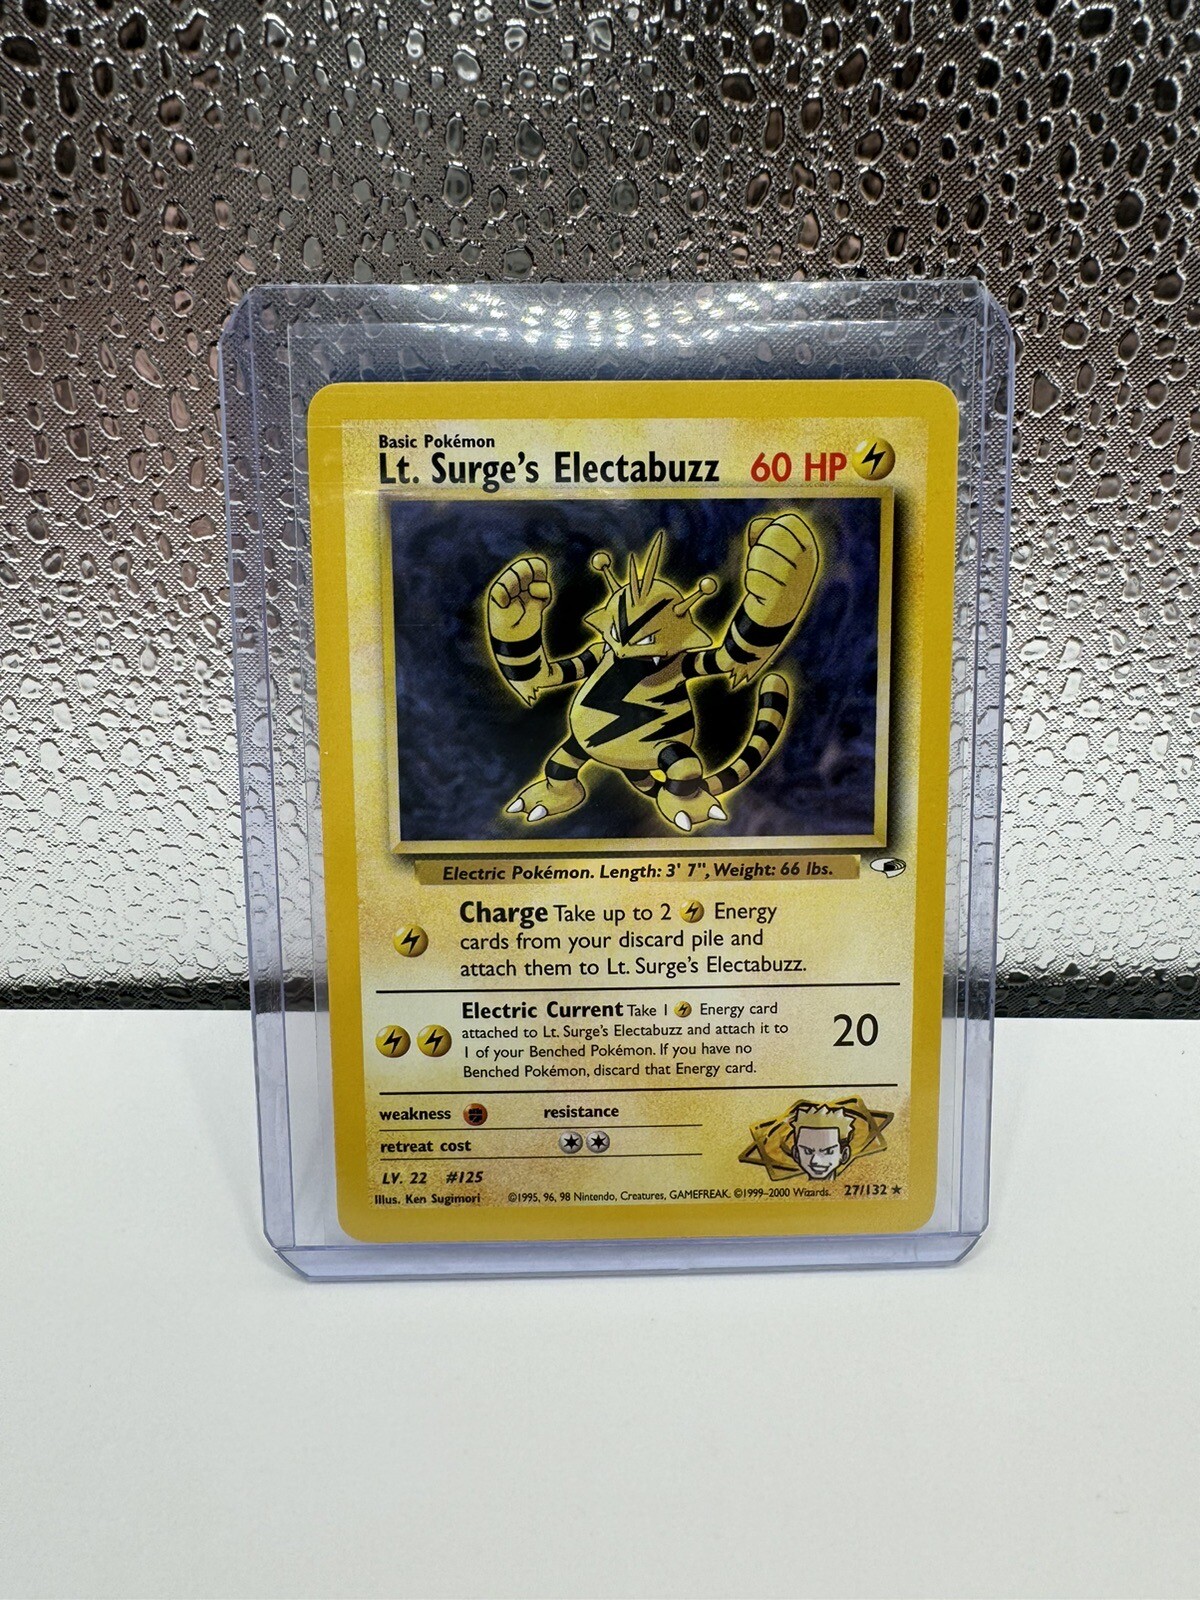 Basic Pokémon
Lt. Surge's Electabuzz 60 HP
Electric Pokémon. Length: 3' 7", Weight: 66 lbs.
Charge Take up to 2 Energy
cards from your discard pile and
attach them to Lt. Surge's Electabuzz.
Electric Current Take 1 Energy card
attached to Lt. Surge's Electabuzz and attach it to
1 of your Benched Pokémon. If you have no
Benched Pokémon, discard that Energy card.
20
weakness resistance
retreat cost
LV. 22 #125
Illus. Ken Sugimori ©1995, 96, 98 Nintendo, Creatures, GAMEFREAK. ©1999–2000 Wizards. 27/132 ★